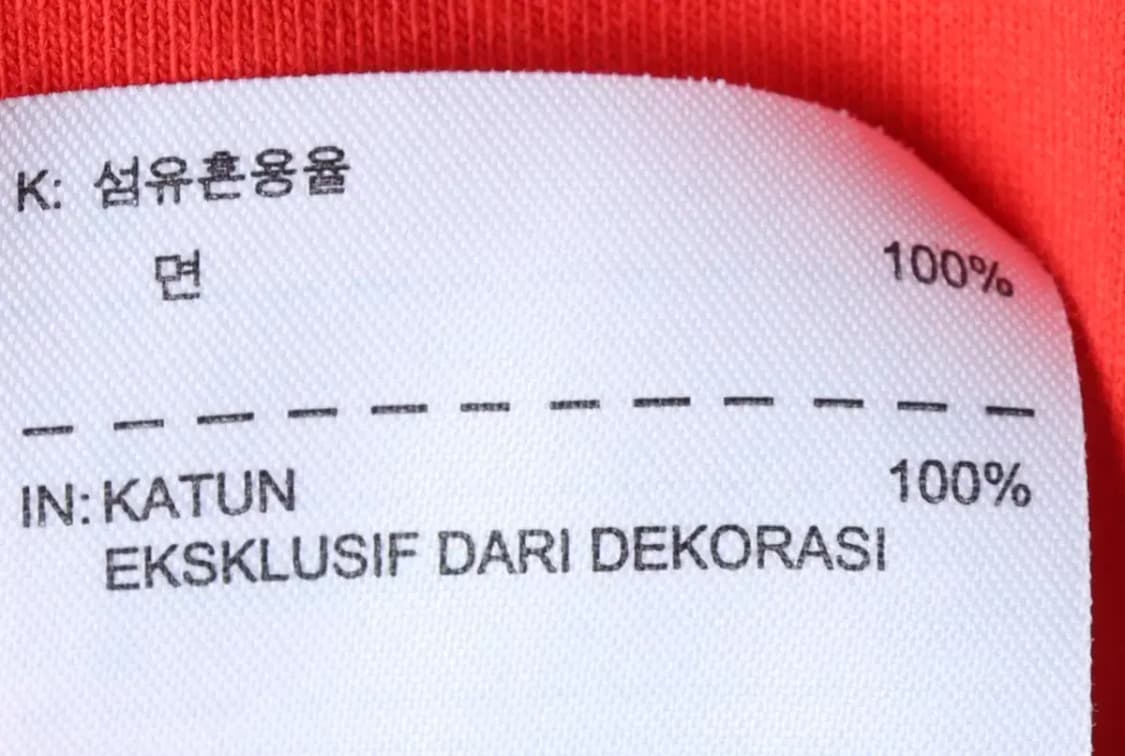 K: 섬유혼용율
면 100%
IN: KATUN 100%
EKSKLUSIF DARI DEKORASI